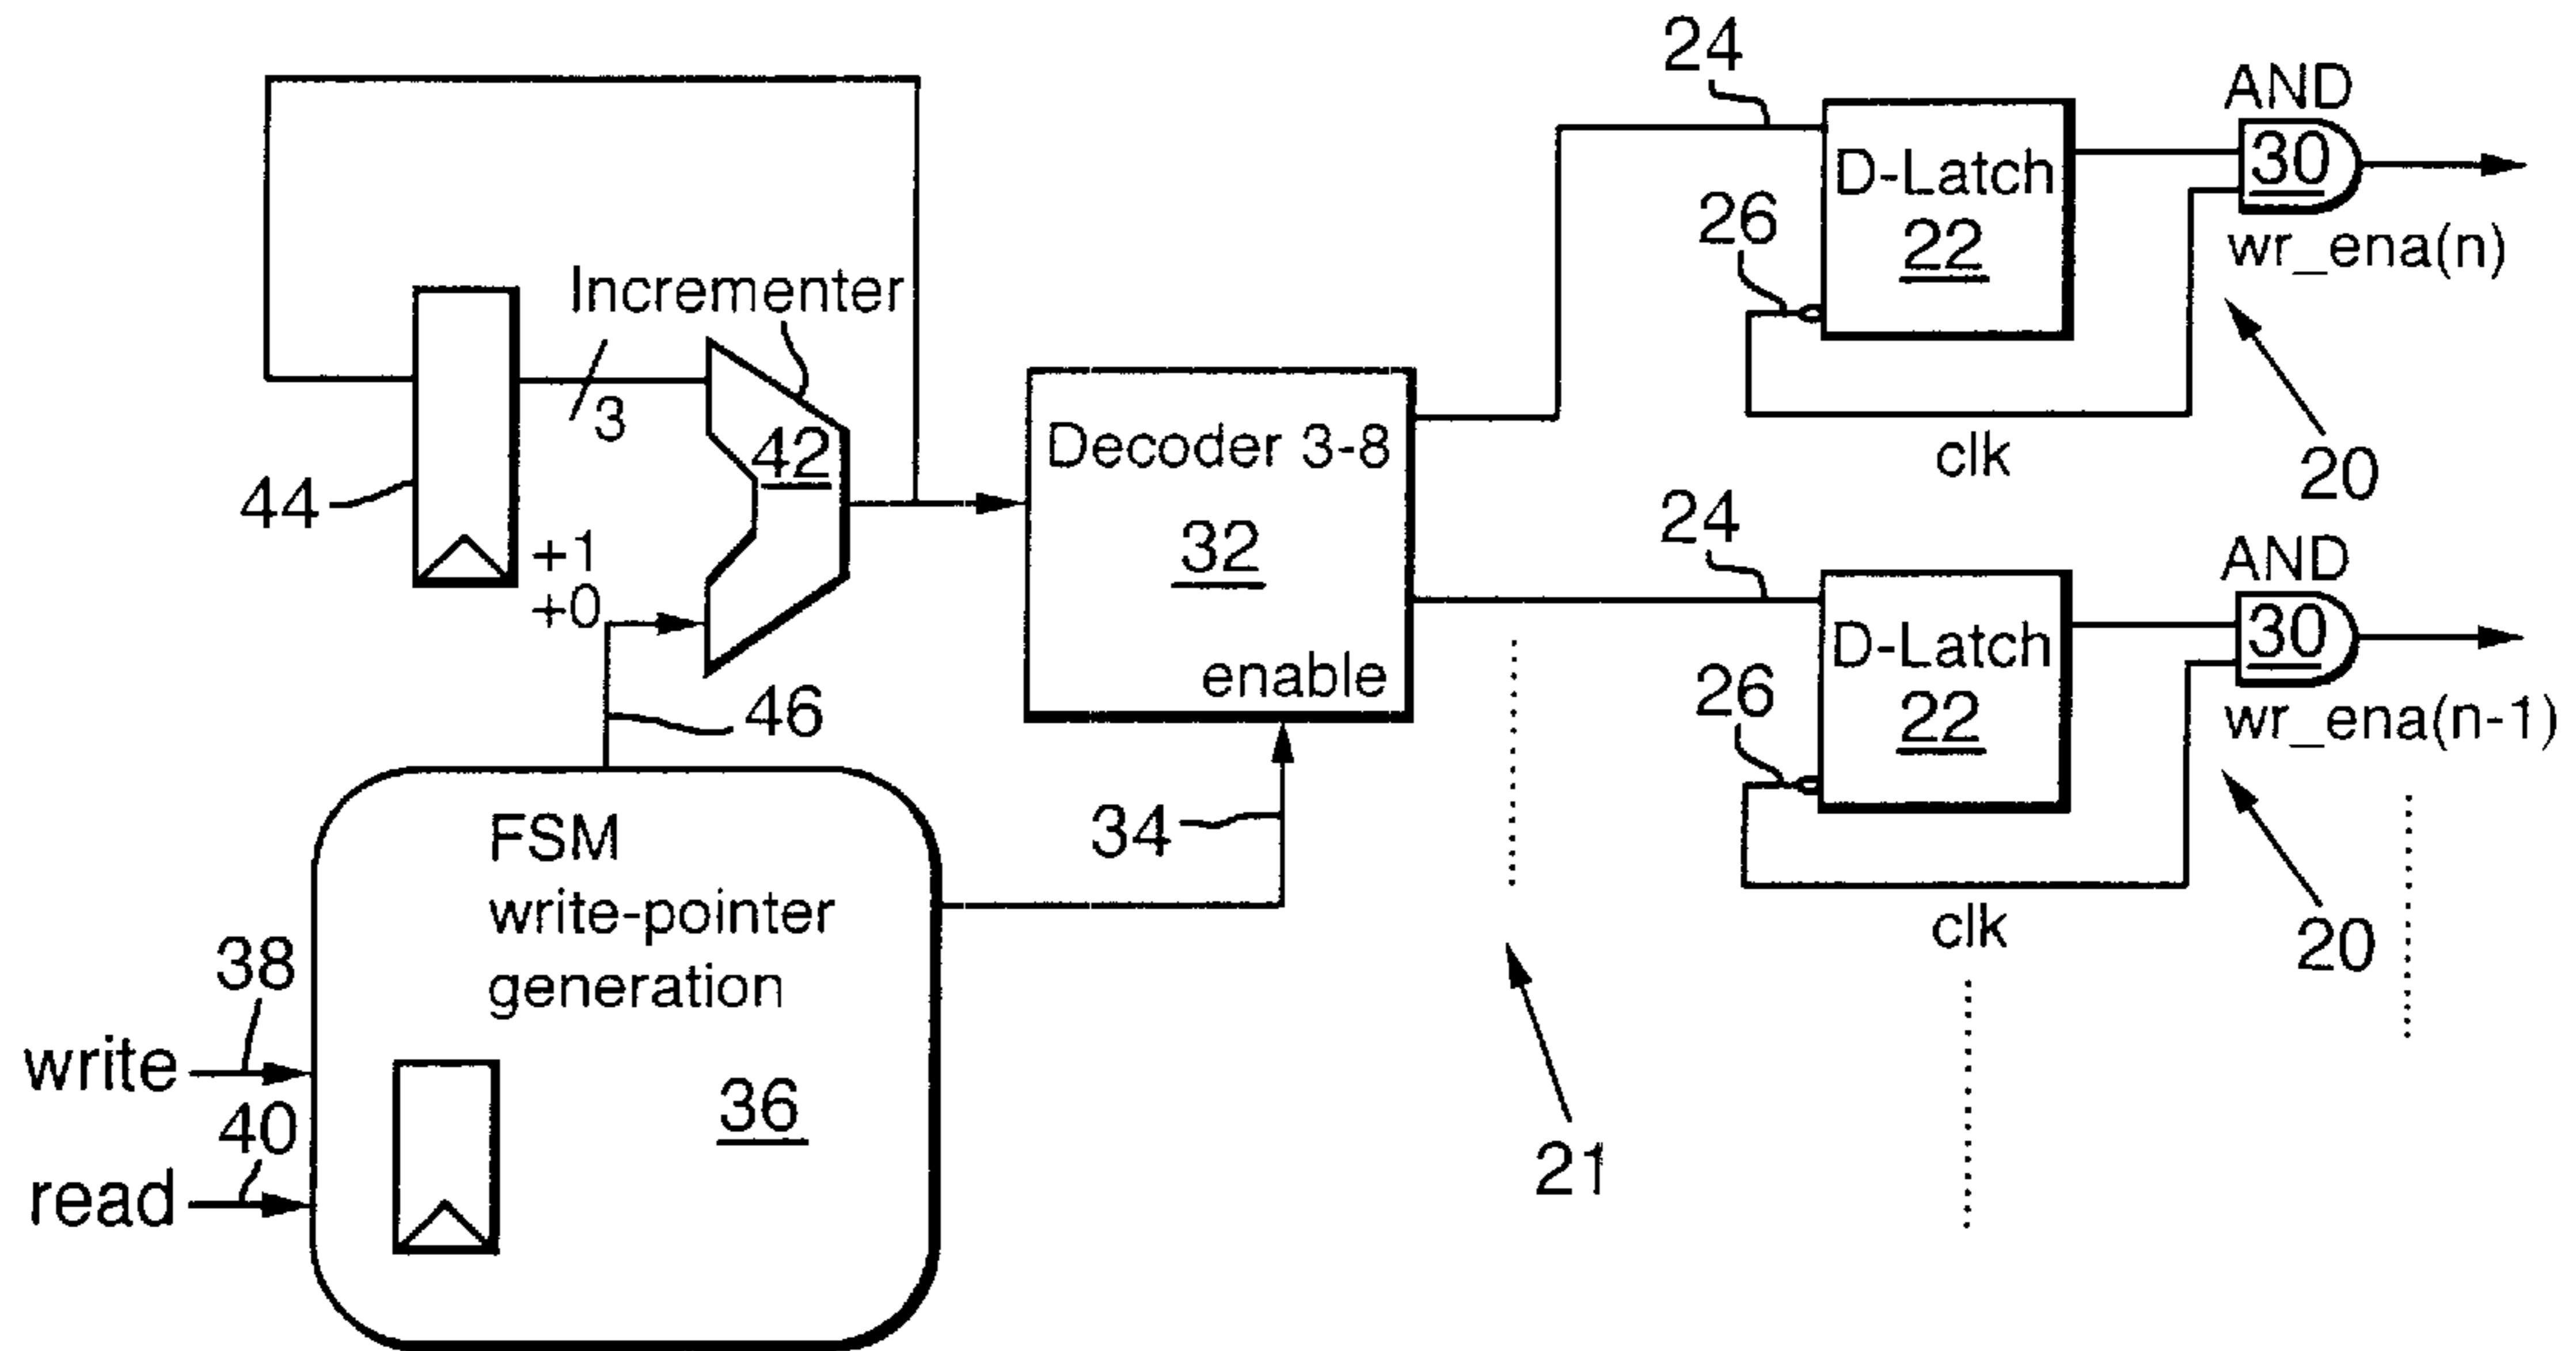 24
AND
30
D-Latch
22
26
wr_ena(n)
clk
20
Incrementer
3
42
44
+1
+0
Decoder 3-8
32
enable
24
AND
30
D-Latch
22
26
wr_ena(n-1)
clk
20
46
34
21
FSM
write-pointer
generation
36
38
write
40
read